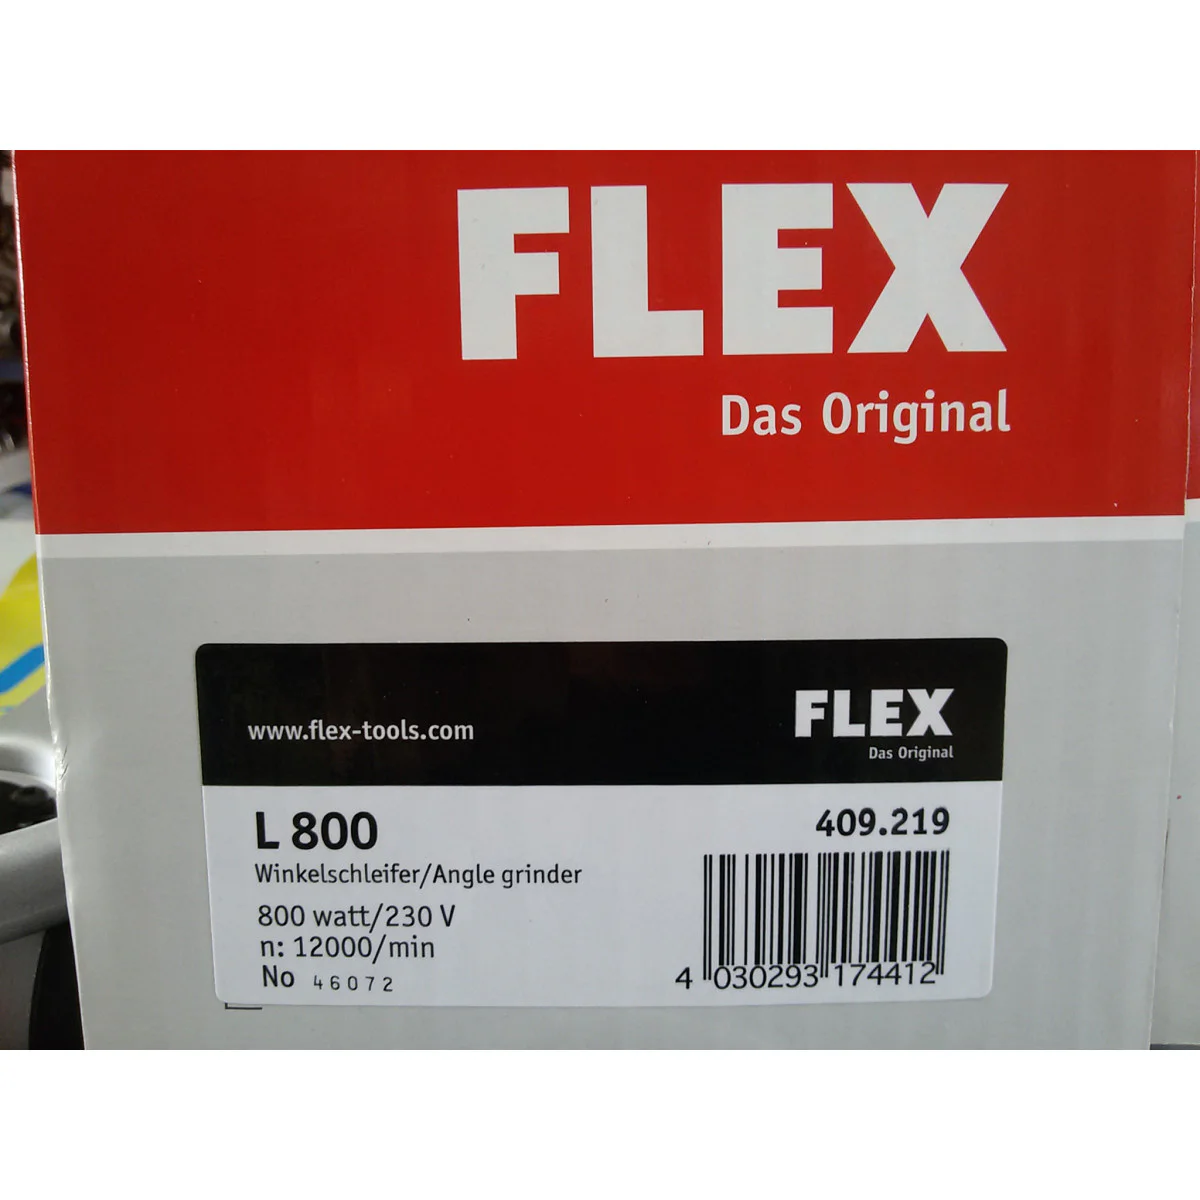 FLEX
Das Original
www.flex-tools.com
FLEX
Das Original
L 800
409.219
Winkelschleifer/Angle grinder
800 watt/230 V
n: 12000/min
No 46072
4 030293 174412